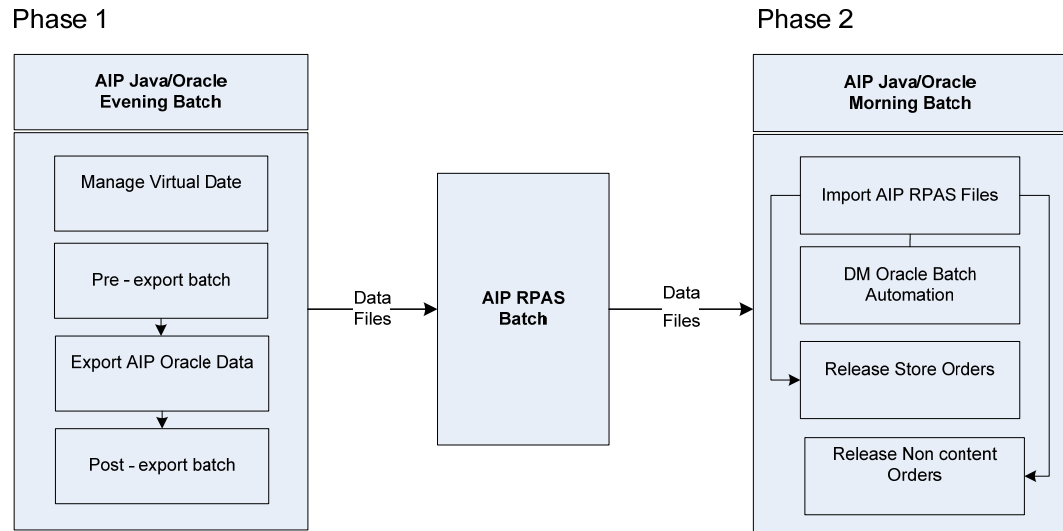 Phase 1
Phase 2
AIP Java/Oracle
Evening Batch
Manage Virtual Date
Pre - export batch
Export AIP Oracle Data
Post - export batch
Data
Files
AIP RPAS
Batch
Data
Files
AIP Java/Oracle
Morning Batch
Import AIP RPAS Files
DM Oracle Batch
Automation
Release Store Orders
Release Non content
Orders